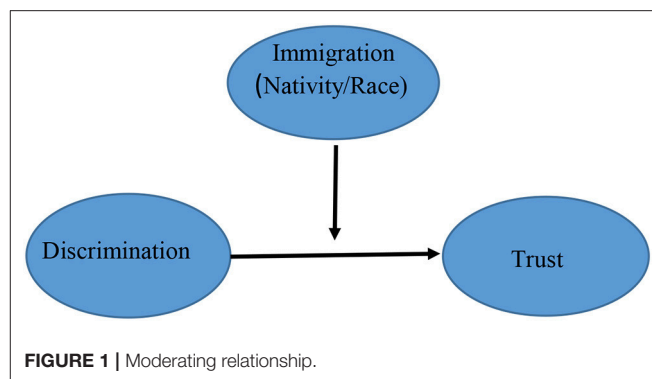 Immigration
(Nativity/Race)
Discrimination
Trust
FIGURE 1 | Moderating relationship.